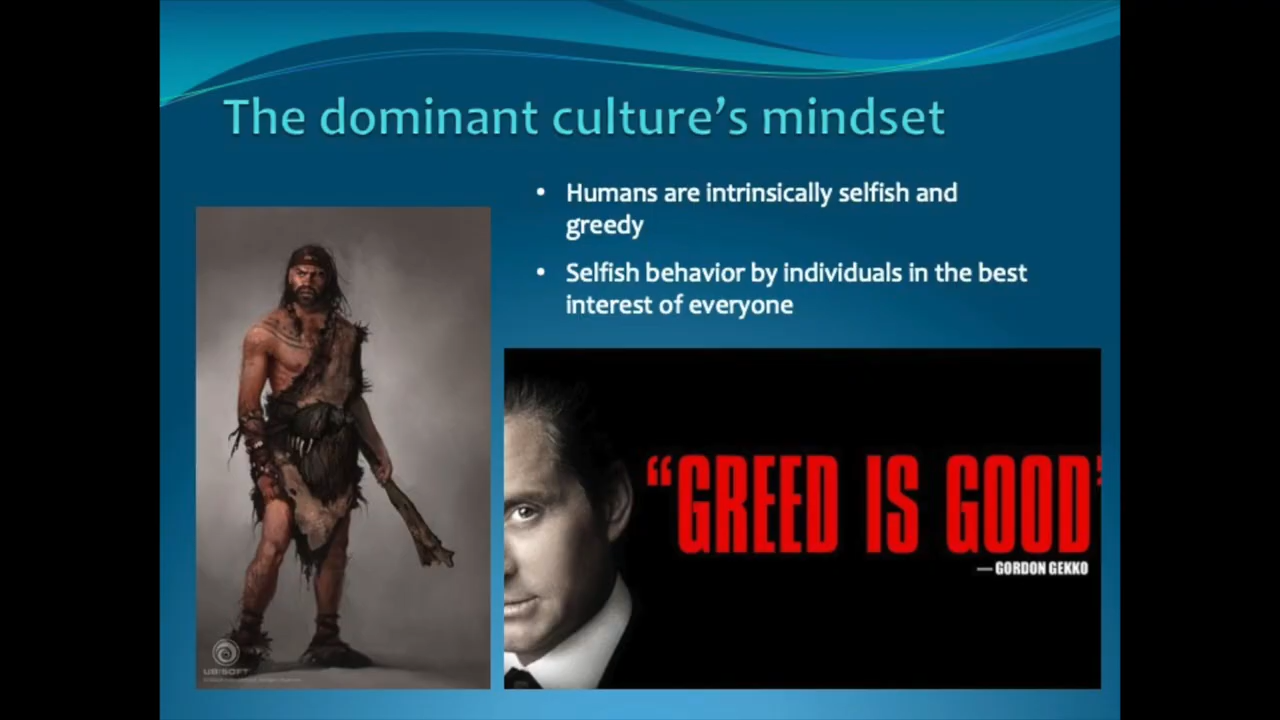 The dominant culture’s mindset
• Humans are intrinsically selfish and
greedy
• Selfish behavior by individuals in the best
interest of everyone
“GREED IS GOOD”
— GORDON GEKKO
UBISOFT